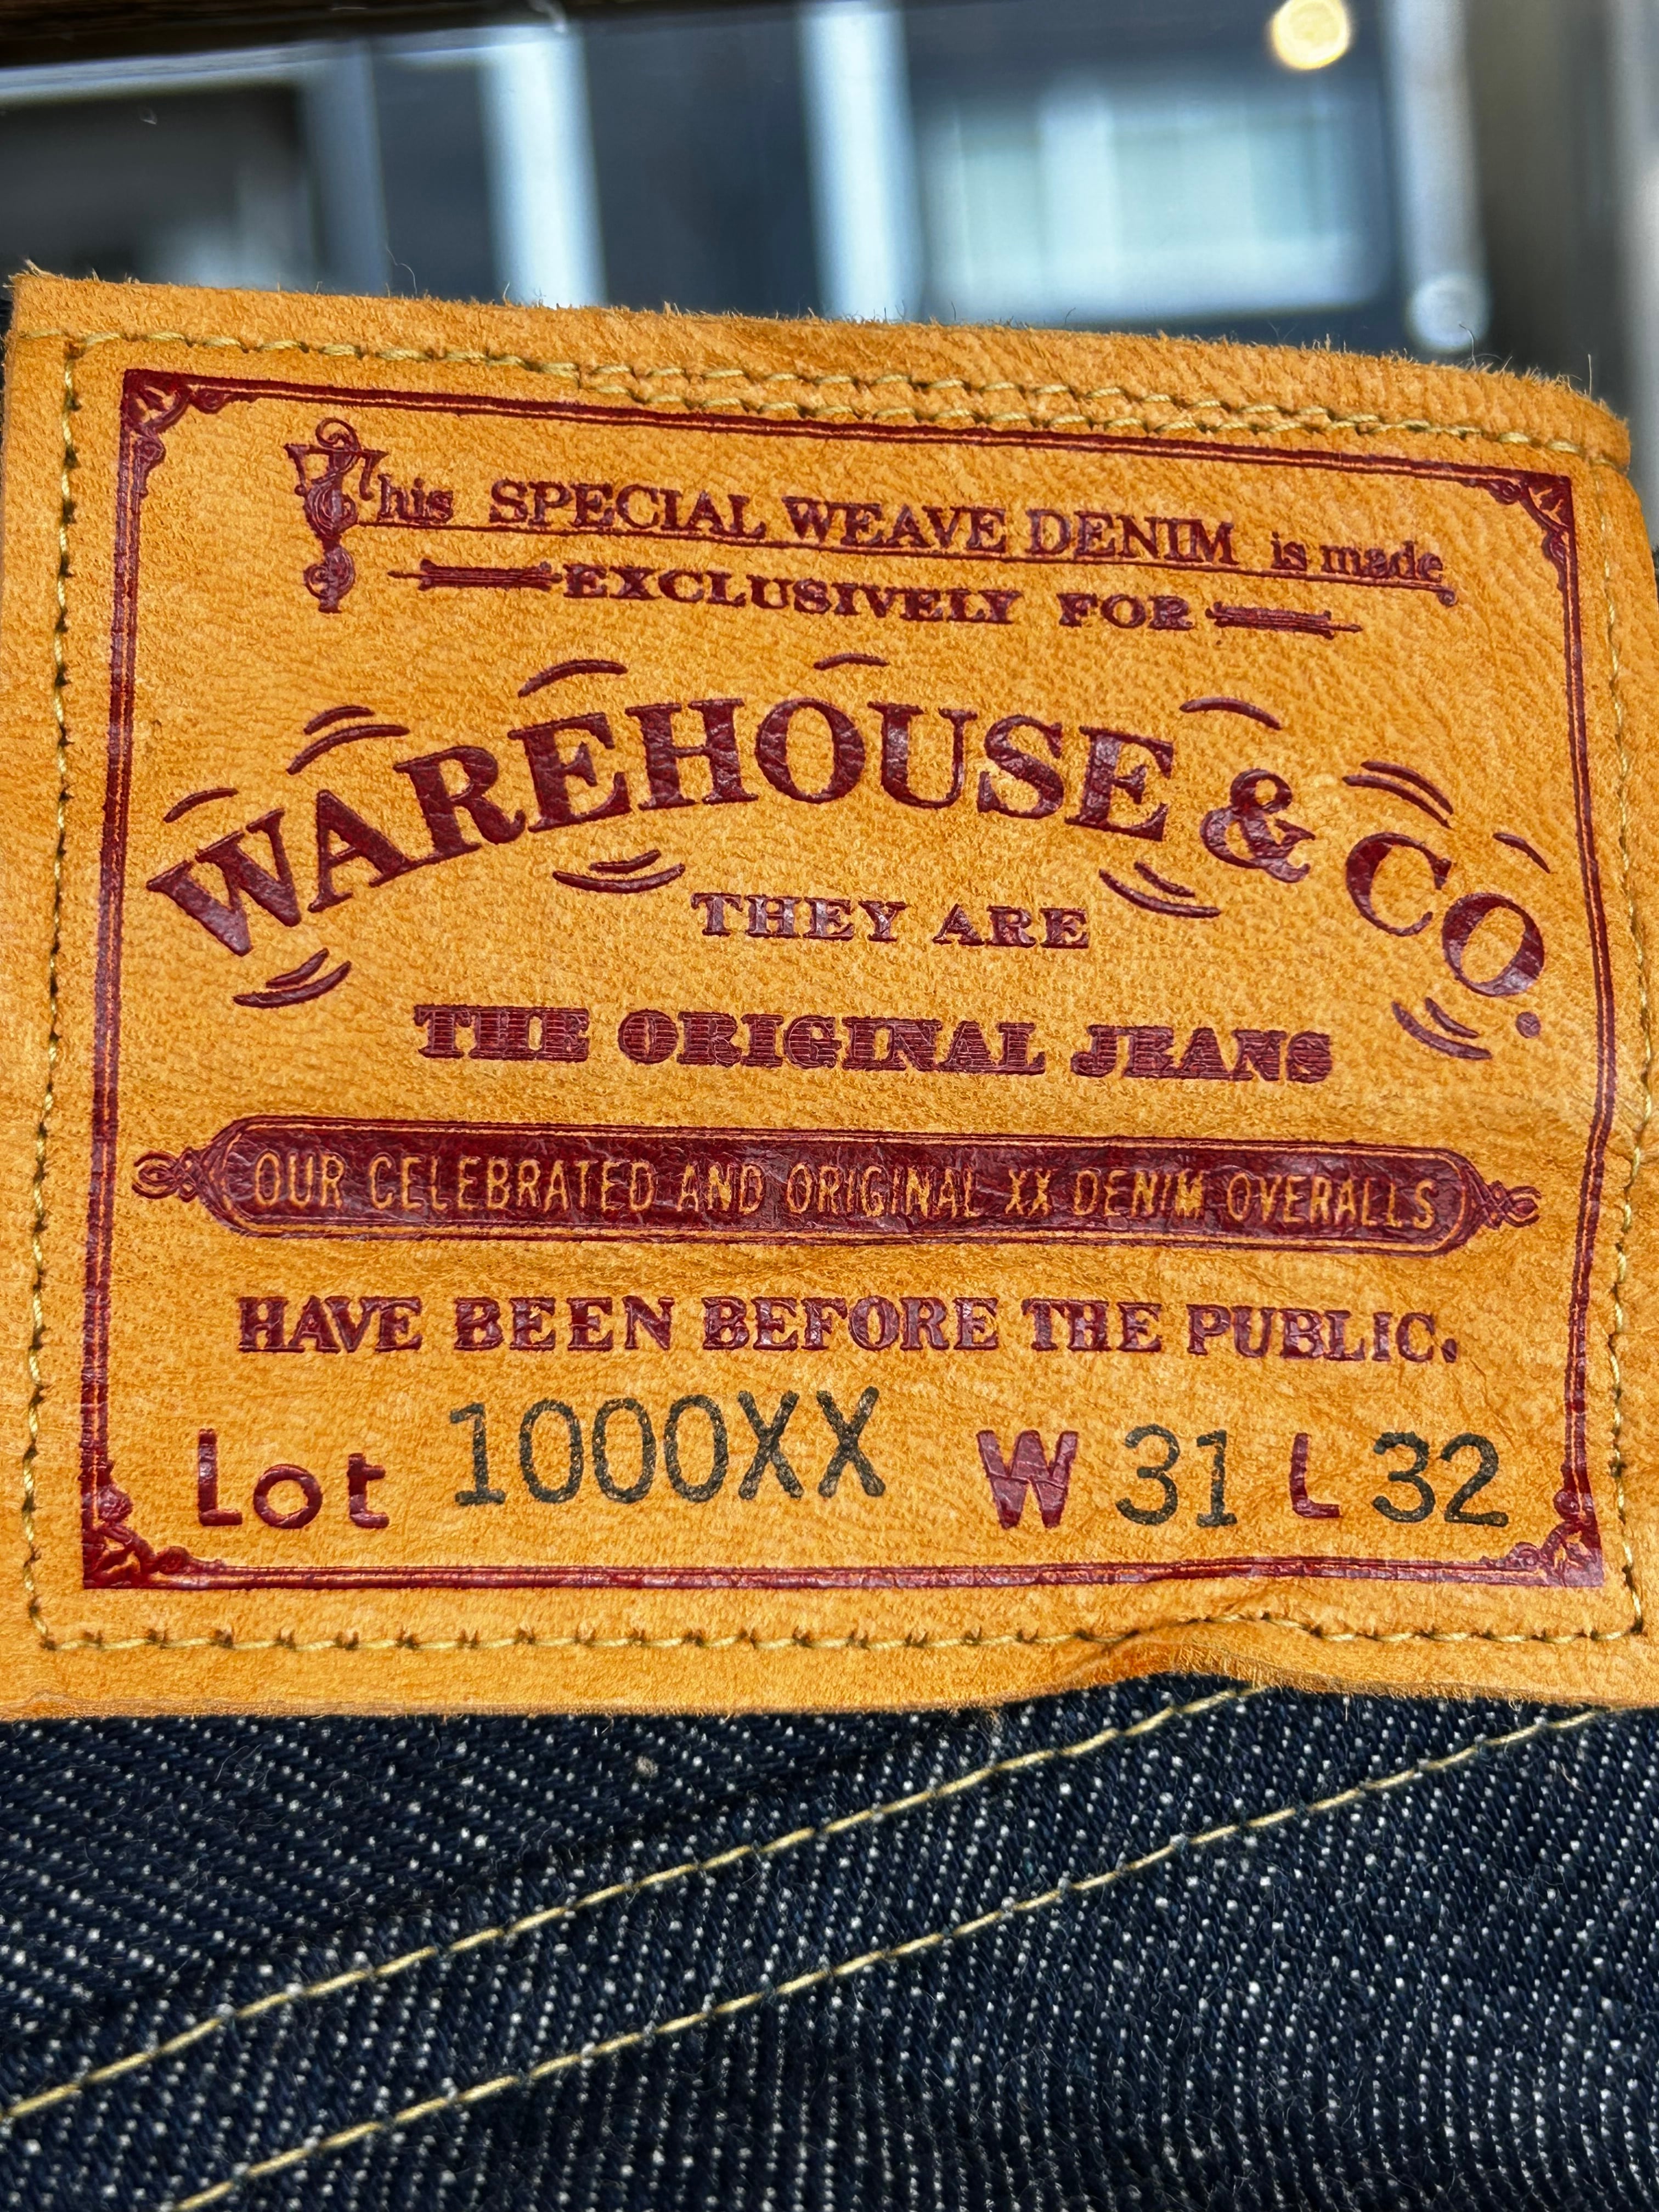 This SPECIAL WEAVE DENIM is made
EXCLUSIVELY FOR
WAREHOUSE & CO.
THEY ARE
THE ORIGINAL JEANS
OUR CELEBRATED AND ORIGINAL XX DENIM OVERALLS
HAVE BEEN BEFORE THE PUBLIC.
Lot 1000XX W 31 L 32